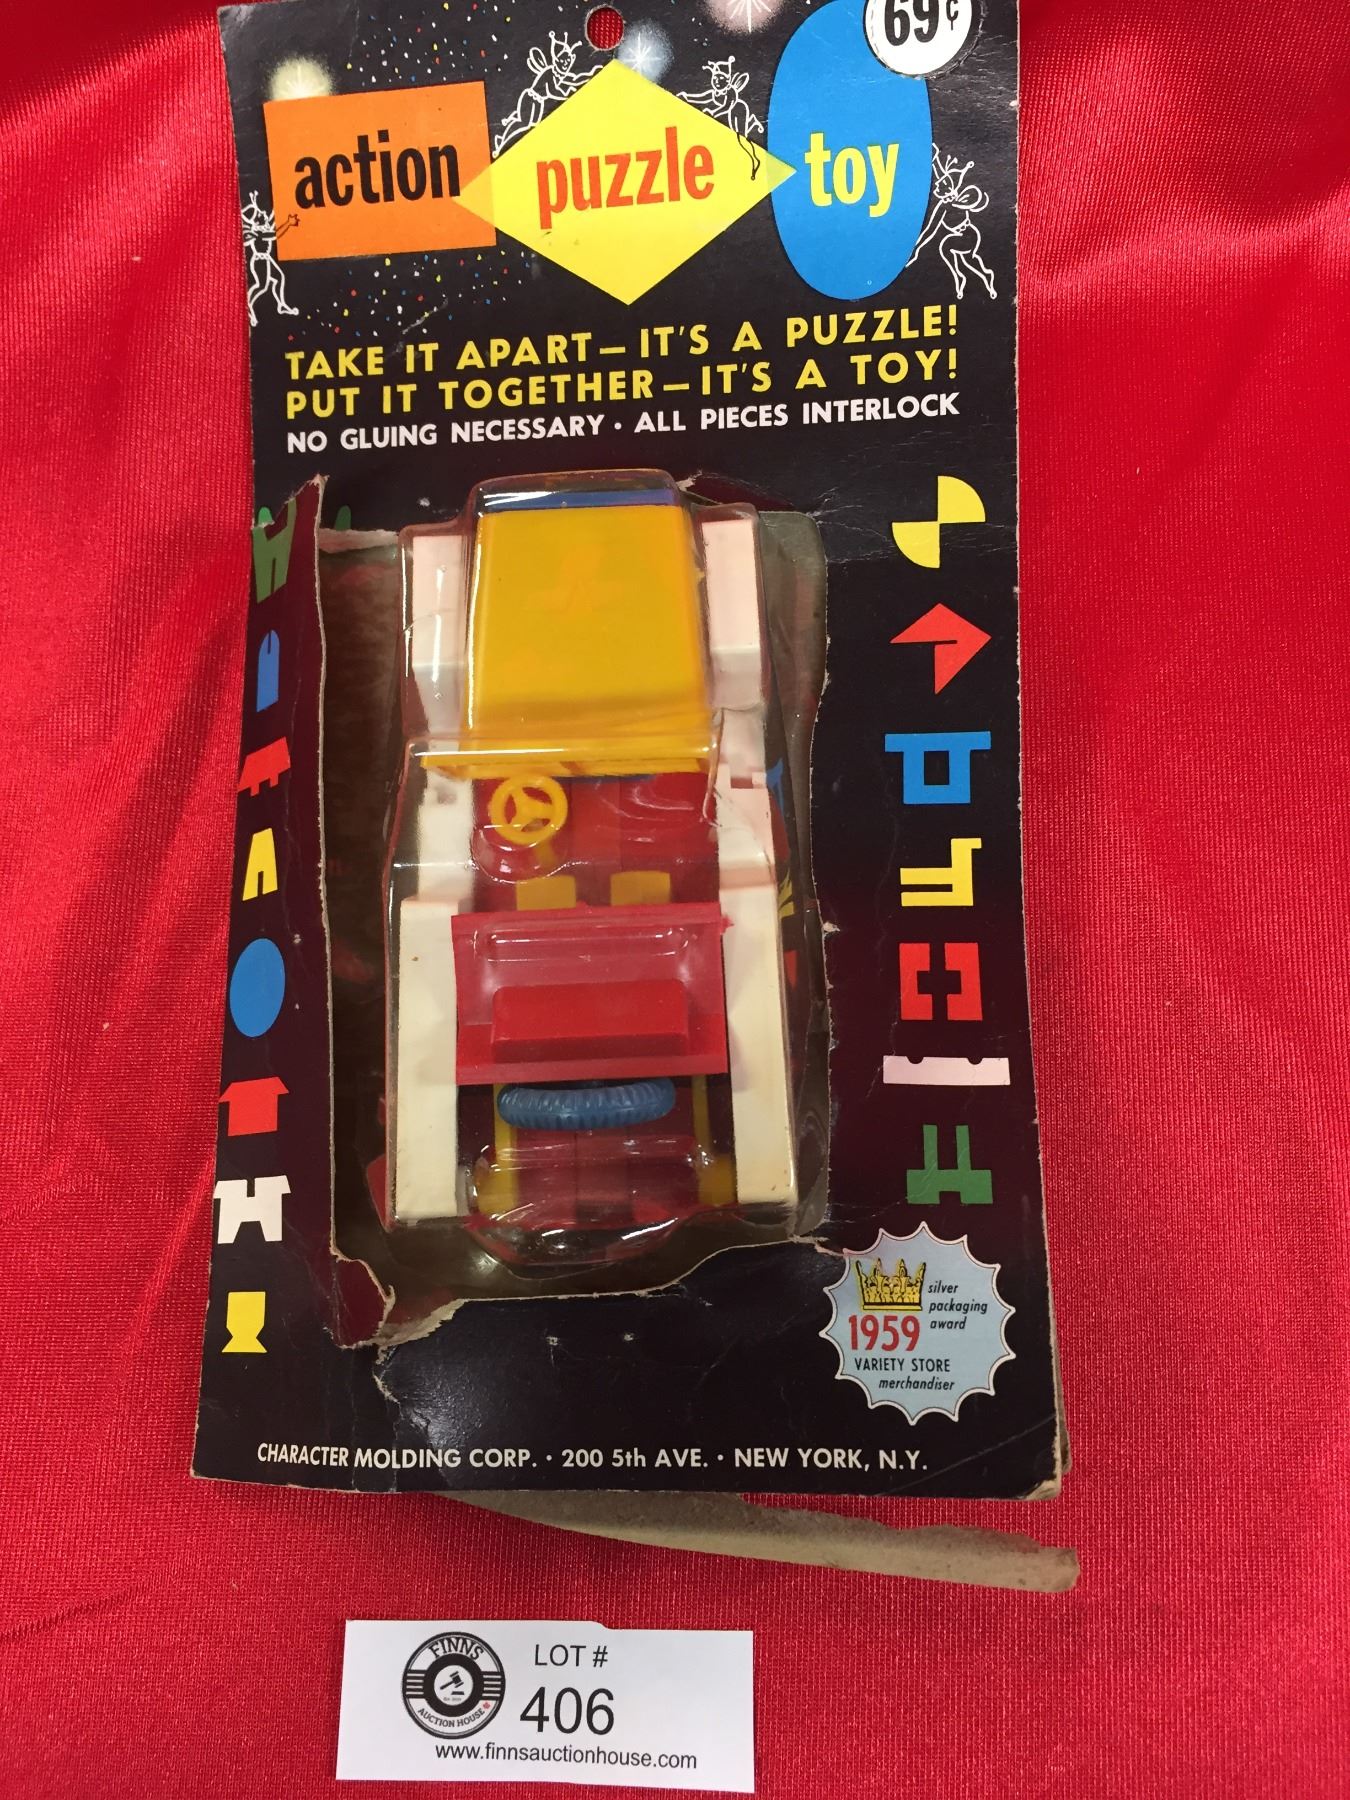 69¢
action puzzle toy
TAKE IT APART—IT'S A PUZZLE!
PUT IT TOGETHER—IT'S A TOY!
NO GLUING NECESSARY · ALL PIECES INTERLOCK
silver
packaging
award
1959
VARIETY STORE
merchandiser
CHARACTER MOLDING CORP. · 200 5th AVE. · NEW YORK, N.Y.
FINNS
AUCTION HOUSE
LOT #
406
www.finnsauctionhouse.com